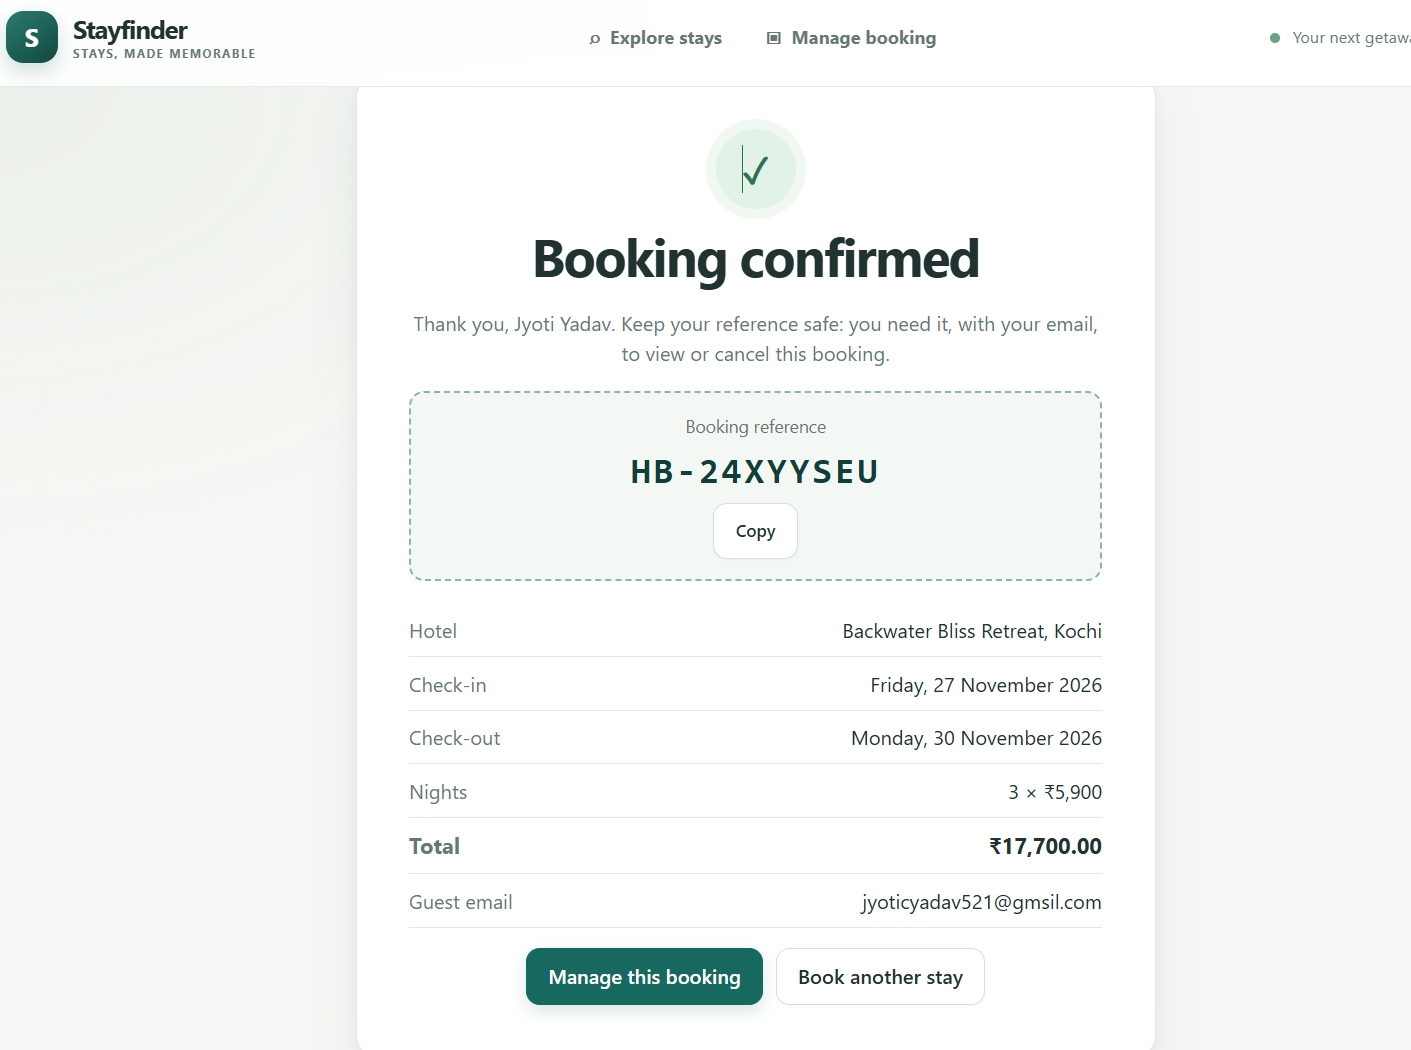 S
Stayfinder
STAYS, MADE MEMORABLE
Explore stays
Manage booking
Your next
Booking confirmed
Thank you, Jyoti Yadav. Keep your reference safe: you need it, with your email,
to view or cancel this booking.
Booking reference
HB-24XYYSEU
Copy
Hotel Backwater Bliss Retreat, Kochi
Check-in Friday, 27 November 2026
Check-out Monday, 30 November 2026
Nights 3 × ₹5,900
Total ₹17,700.00
Guest email jyoticyadav521@gmsil.com
Manage this booking
Book another stay